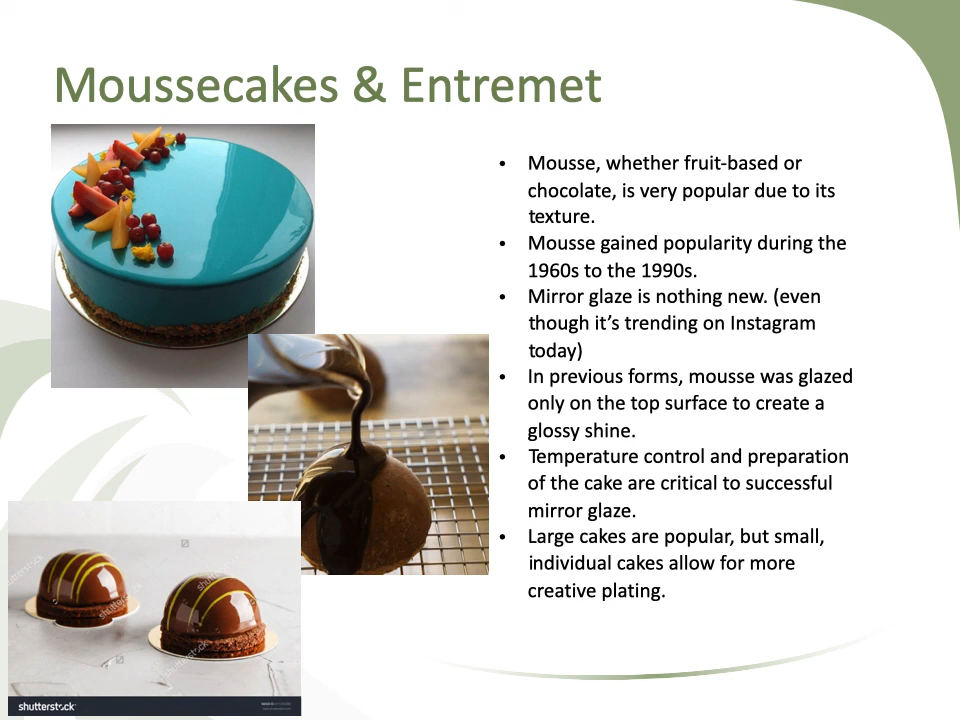 Moussecakes & Entremet
• Mousse, whether fruit-based or
chocolate, is very popular due to its
texture.
• Mousse gained popularity during the
1960s to the 1990s.
• Mirror glaze is nothing new. (even
though it’s trending on Instagram
today)
• In previous forms, mousse was glazed
only on the top surface to create a
glossy shine.
• Temperature control and preparation
of the cake are critical to successful
mirror glaze.
• Large cakes are popular, but small,
individual cakes allow for more
creative plating.
shutterstock
shutterstock
shutterstock
shutterstock